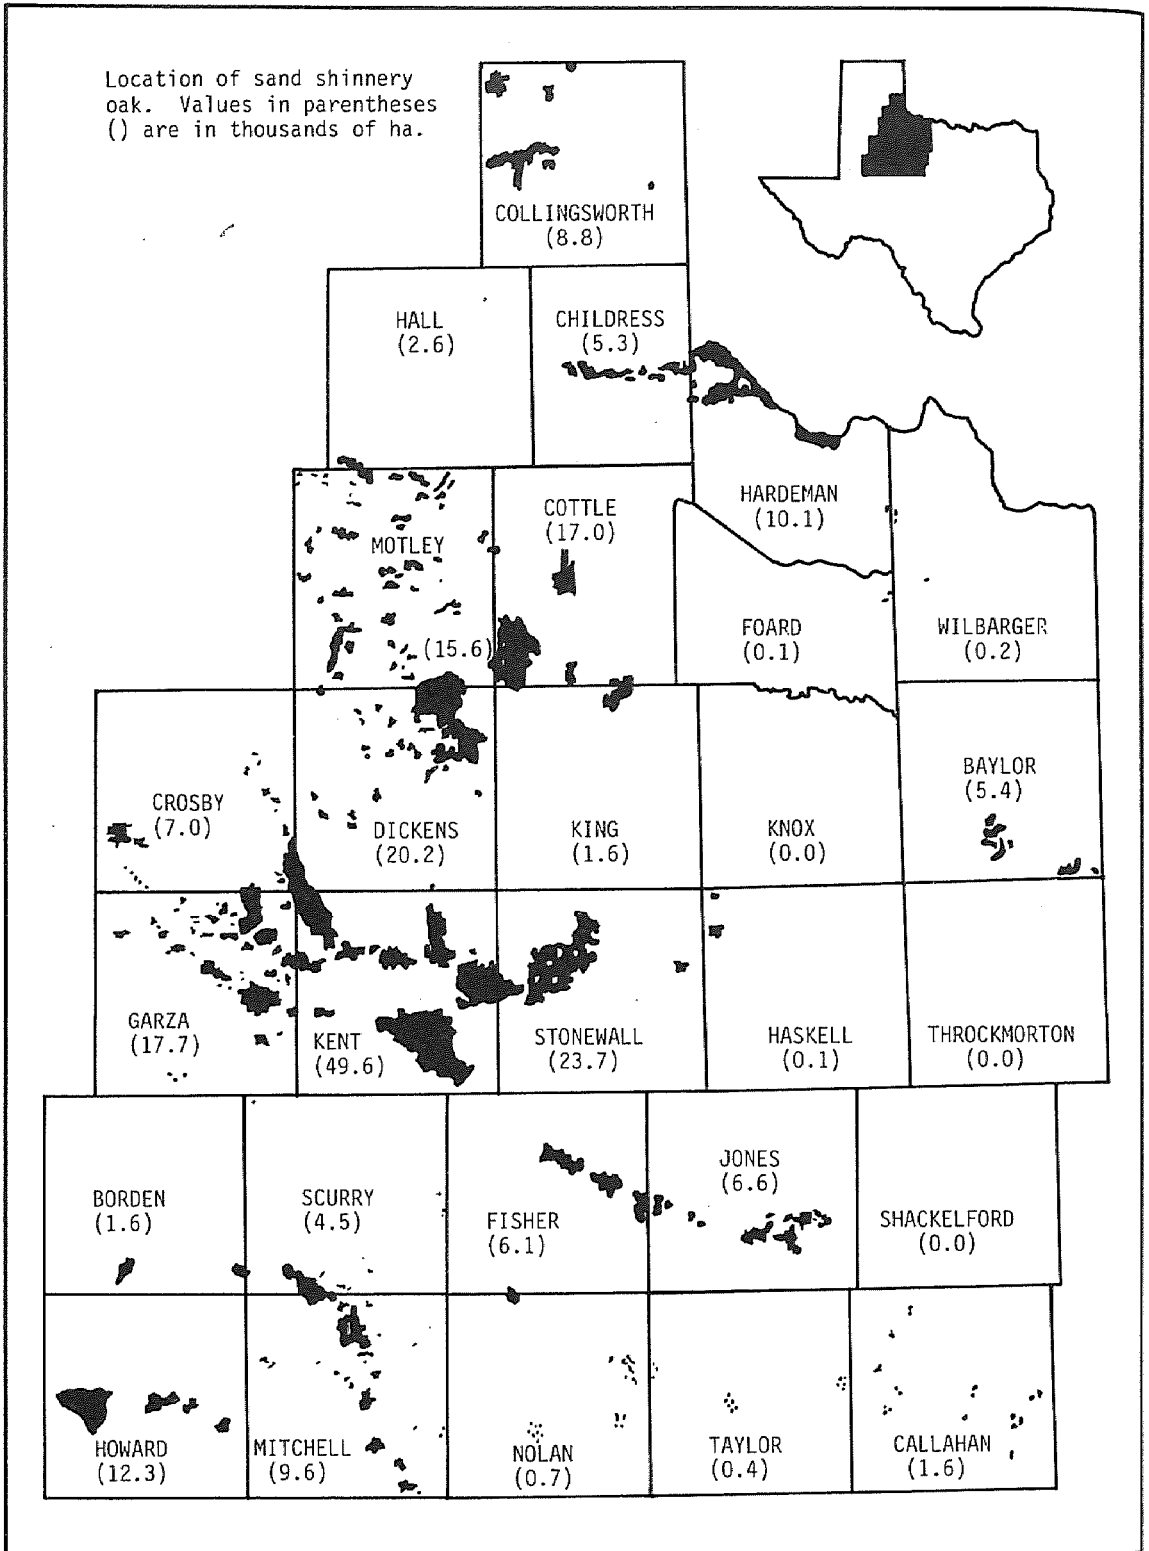 Location of sand shinnery
oak. Values in parentheses
() are in thousands of ha.
COLLINGSWORTH
(8.8)
HALL
(2.6)
CHILDRESS
(5.3)
HARDEMAN
(10.1)
COTTLE
(17.0)
MOTLEY
(15.6)
FOARD
(0.1)
WILBARGER
(0.2)
CROSBY
(7.0)
DICKENS
(20.2)
KING
(1.6)
KNOX
(0.0)
BAYLOR
(5.4)
GARZA
(17.7)
KENT
(49.6)
STONEWALL
(23.7)
HASKELL
(0.1)
THROCKMORTON
(0.0)
BORDEN
(1.6)
SCURRY
(4.5)
FISHER
(6.1)
JONES
(6.6)
SHACKELFORD
(0.0)
HOWARD
(12.3)
MITCHELL
(9.6)
NOLAN
(0.7)
TAYLOR
(0.4)
CALLAHAN
(1.6)